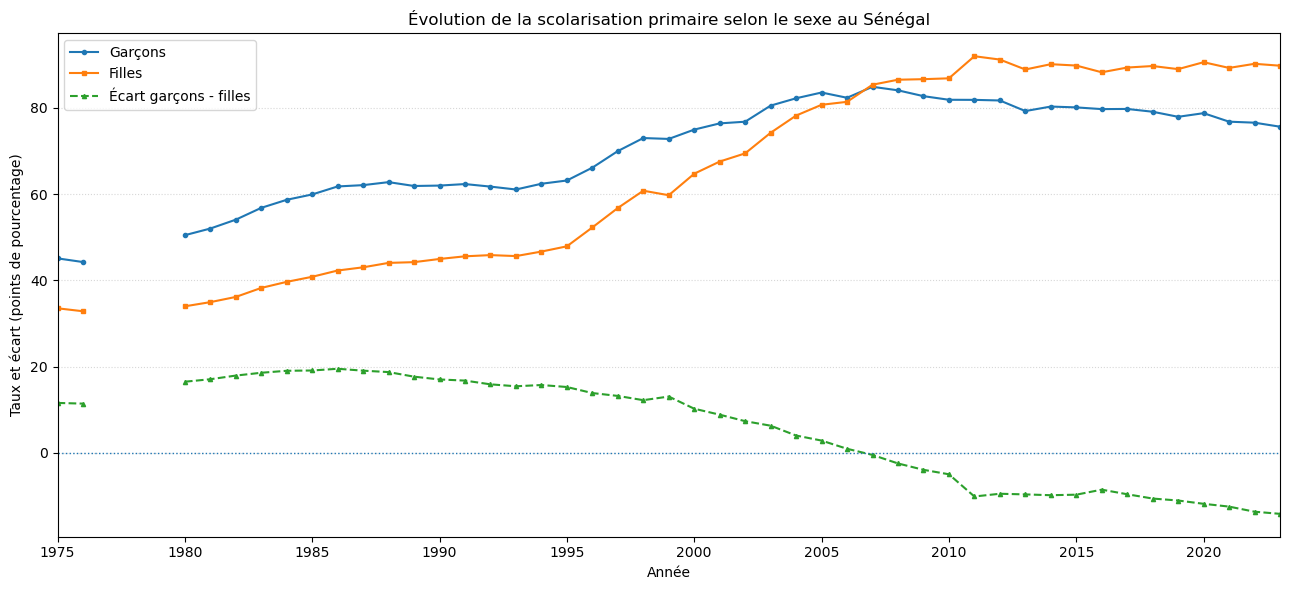 Évolution de la scolarisation primaire selon le sexe au Sénégal
Garçons
Filles
Écart garçons - filles
Taux et écart (points de pourcentage)
80
60
40
20
0
1975 1980 1985 1990 1995 2000 2005 2010 2015 2020
Année